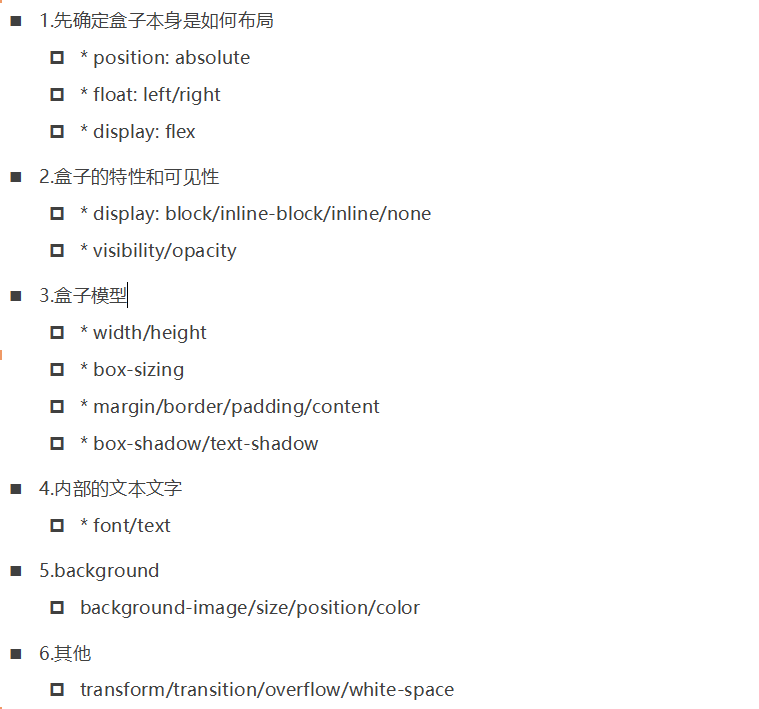 1.先确定盒子本身是如何布局
* position: absolute
* float: left/right
* display: flex
2.盒子的特性和可见性
* display: block/inline-block/inline/none
* visibility/opacity
3.盒子模型
* width/height
* box-sizing
* margin/border/padding/content
* box-shadow/text-shadow
4.内部的文本文字
* font/text
5.background
background-image/size/position/color
6.其他
transform/transition/overflow/white-space